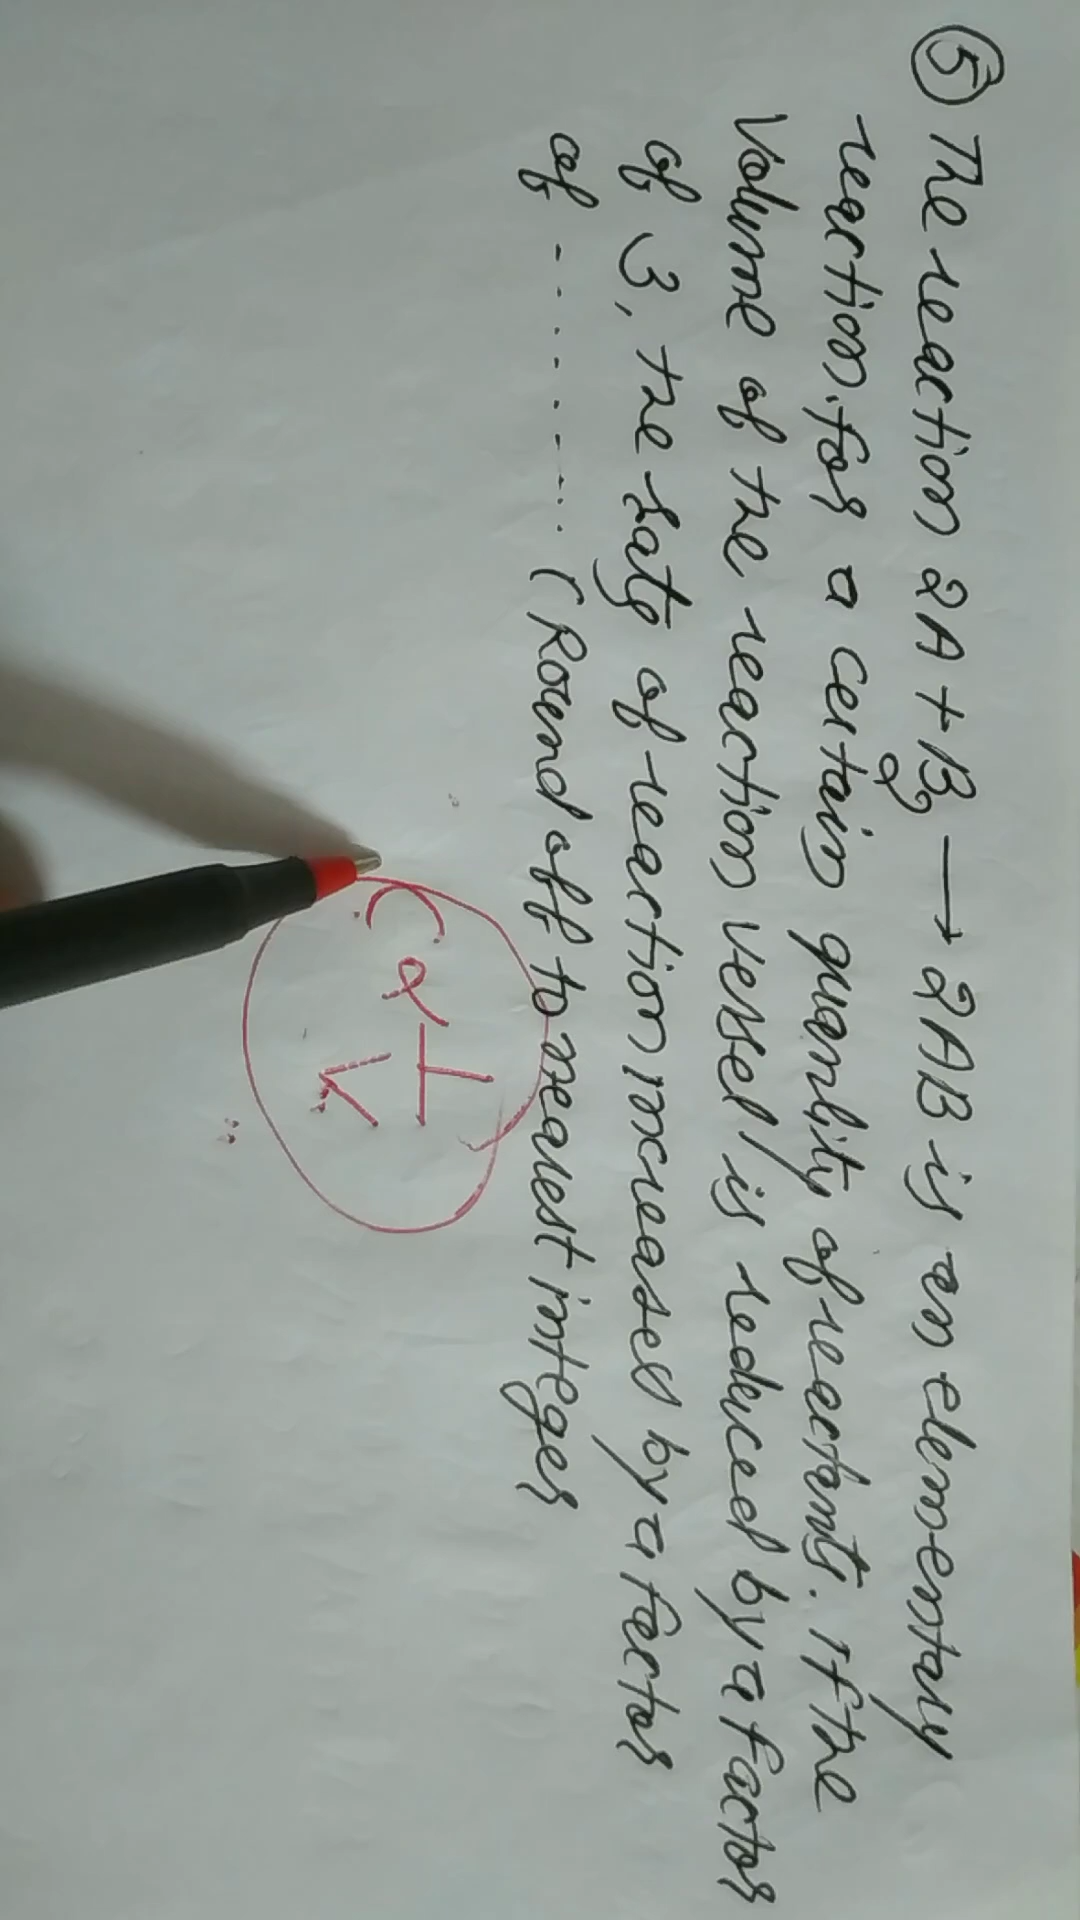 ⑤ The reaction 2A + B₂ → 2AB is an elementary
reaction. for a certain quantity of reactants. If the
Volume of the reaction vessel is reduced by a factor
of 3, the rate of reaction increases by a factor
of .......... (Round off to nearest integer
C α 1
V